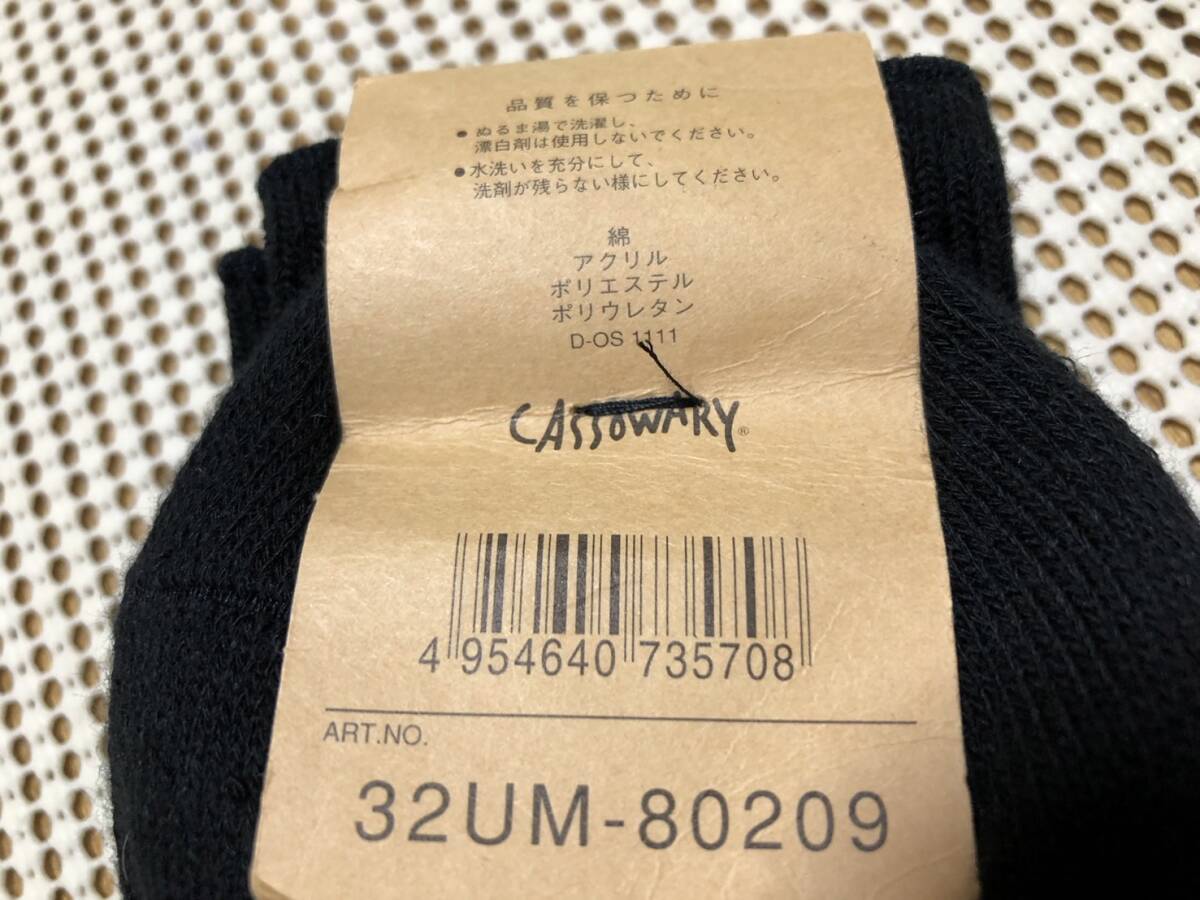 品質を保つために
● ぬるま湯で洗濯し、
漂白剤は使用しないでください。
● 水洗いを充分にして、
洗剤が残らない様にしてください。
綿
アクリル
ポリエステル
ポリウレタン
D-OS 1111
CASSOWARY®
4 954640 735708
ART.NO.
32UM-80209